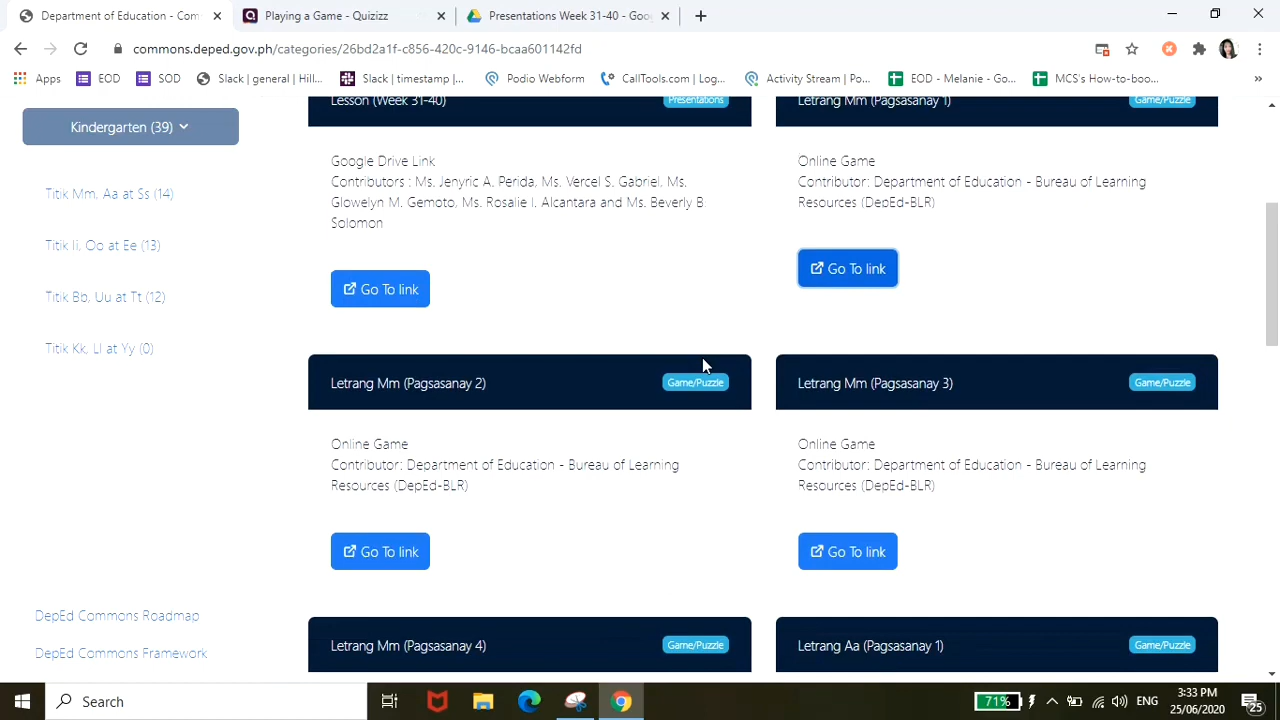 Department of Education - Com
Playing a Game - Quizizz
Presentations Week 31-40 - Goo
commons.deped.gov.ph/categories/26bd2a1f-c856-420c-9146-bcaa601142fd
Apps
EOD
SOD
Slack | general | Hill...
Slack | timestamp |...
Podio Webform
CallTools.com | Log...
Activity Stream | Po...
EOD - Melanie - Go...
MCS's How-to-boo...
»
Kindergarten (39)
Titik Mm, Aa at Ss (14)
Titik Ii, Oo at Ee (13)
Titik Bb, Uu at Tt (12)
Titik Kk, Ll at Yy (0)
DepEd Commons Roadmap
DepEd Commons Framework
Lesson (Week 31-40)
Presentations
Google Drive Link
Contributors : Ms. Jenyric A. Perida, Ms. Vercel S. Gabriel, Ms.
Glowelyn M. Gemoto, Ms. Rosalie I. Alcantara and Ms. Beverly B.
Solomon
Go To link
Letrang Mm (Pagsasanay 1)
Game/Puzzle
Online Game
Contributor: Department of Education - Bureau of Learning
Resources (DepEd-BLR)
Go To link
Letrang Mm (Pagsasanay 2)
Game/Puzzle
Online Game
Contributor: Department of Education - Bureau of Learning
Resources (DepEd-BLR)
Go To link
Letrang Mm (Pagsasanay 3)
Game/Puzzle
Online Game
Contributor: Department of Education - Bureau of Learning
Resources (DepEd-BLR)
Go To link
Letrang Mm (Pagsasanay 4)
Game/Puzzle
Letrang Aa (Pagsasanay 1)
Game/Puzzle
Search
71%
ENG
3:33 PM
25/06/2020
25